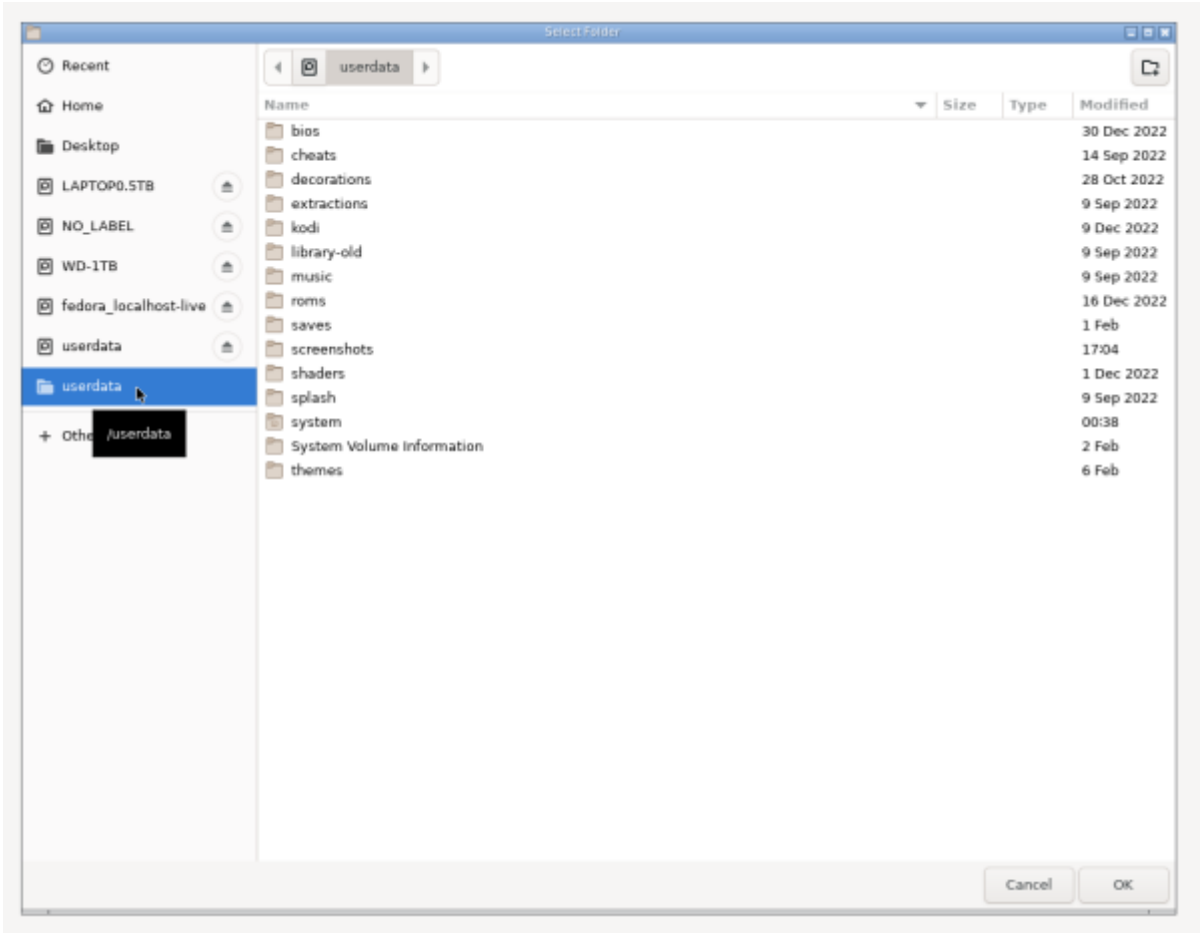 Select Folder
Recent
Home
Desktop
LAPTOP0.5TB
NO_LABEL
WD-1TB
fedora_localhost-live
userdata
userdata
+ Othe
/userdata
userdata
Name Size Type Modified
bios 30 Dec 2022
cheats 14 Sep 2022
decorations 28 Oct 2022
extractions 9 Sep 2022
kodi 9 Dec 2022
library-old 9 Sep 2022
music 9 Sep 2022
roms 16 Dec 2022
saves 1 Feb
screenshots 17:04
shaders 1 Dec 2022
splash 9 Sep 2022
system 00:38
System Volume Information 2 Feb
themes 6 Feb
Cancel OK